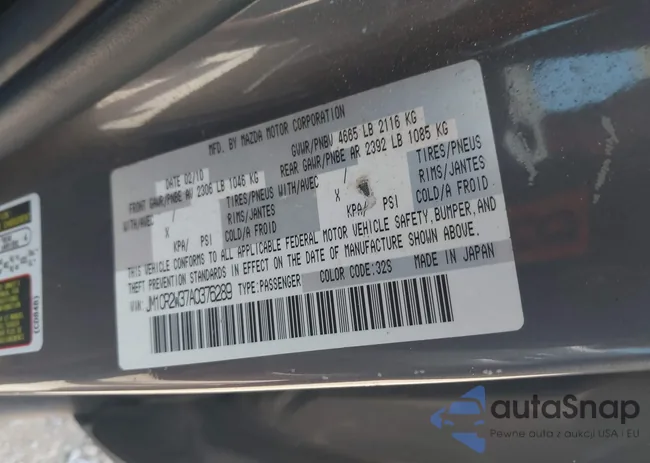 MFD. BY MAZDA MOTOR CORPORATION
DATE 02/10
GVWR/PNBV 4665 LB 2116 KG
FRONT GAWR/PNBE AV 2306 LB 1046 KG
REAR GAWR/PNBE AR 2392 LB 1085 KG
WITH/AVEC / TIRES/PNEUS WITH/AVEC / TIRES/PNEUS
X RIMS/JANTES X RIMS/JANTES
KPA/ PSI COLD/A FROID KPA/ PSI COLD/A FROID
THIS VEHICLE CONFORMS TO ALL APPLICABLE FEDERAL MOTOR VEHICLE SAFETY, BUMPER, AND
THEFT PREVENTION STANDARDS IN EFFECT ON THE DATE OF MANUFACTURE SHOWN ABOVE.
VIN: JM1CR2W37A0376289 TYPE:PASSENGER COLOR CODE:32S MADE IN JAPAN
autaSnap
Pewne auta z aukcji USA i EU